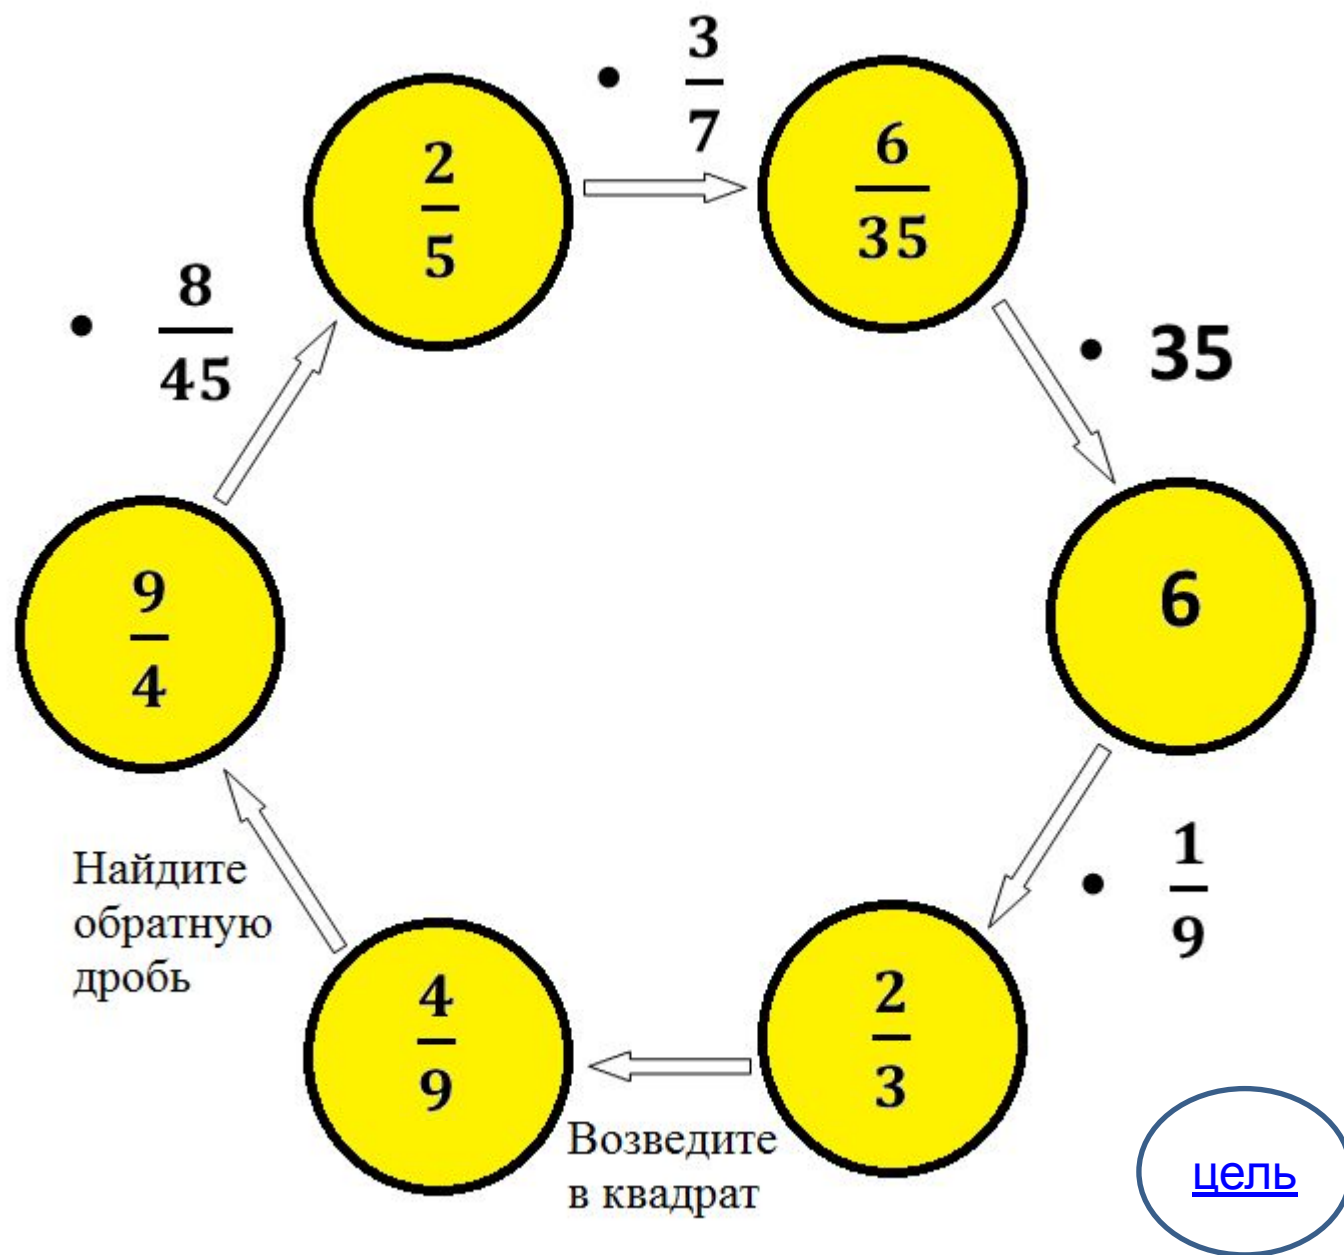 • 3/7
2/5
6/35
• 8/45
• 35
9/4
6
• 1/9
Найдите
обратную
дробь
4/9
2/3
Возведите
в квадрат
цель